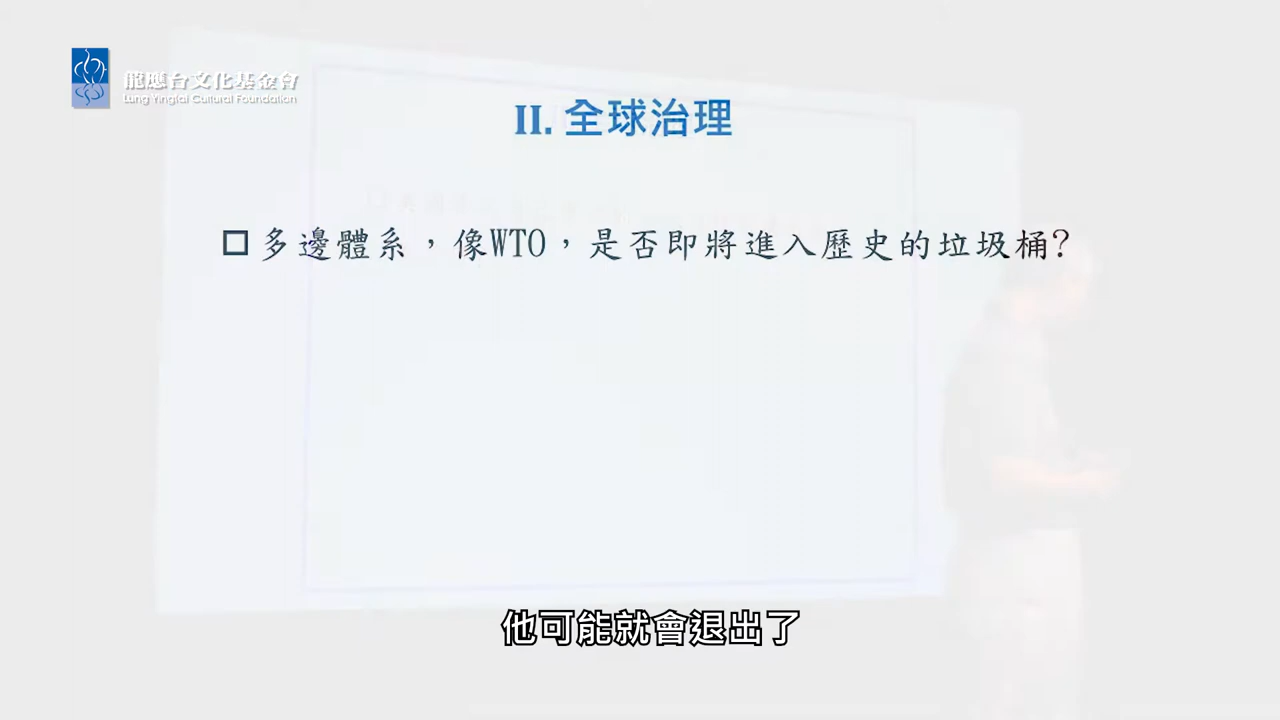 龍應台文化基金會
Lung Yingtai Cultural Foundation
II. 全球治理
□ 多邊體系，像WTO，是否即將進入歷史的垃圾桶?
他可能就會退出了